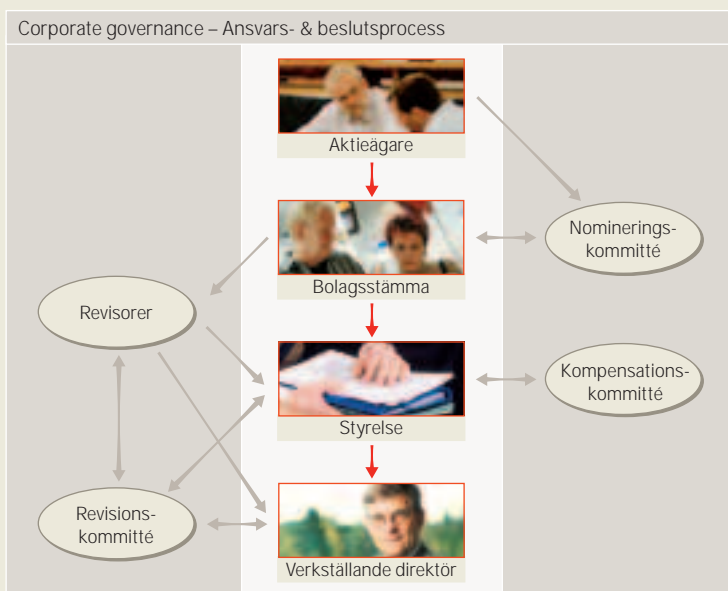 Corporate governance – Ansvars- & beslutsprocess
Aktieägare
Nominerings-
kommitté
Bolagsstämma
Revisorer
Kompensations-
kommitté
Styrelse
Revisions-
kommitté
Verkställande direktör